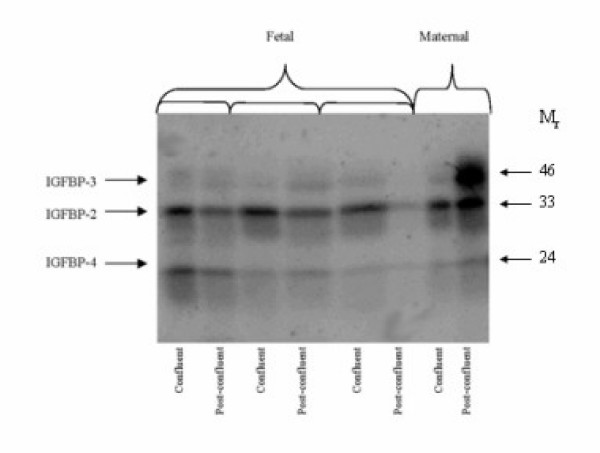 Fetal
Maternal
Mr
IGFBP-3
46
IGFBP-2
33
IGFBP-4
24
Confluent
Post-confluent
Confluent
Post-confluent
Confluent
Post-confluent
Confluent
Post-confluent